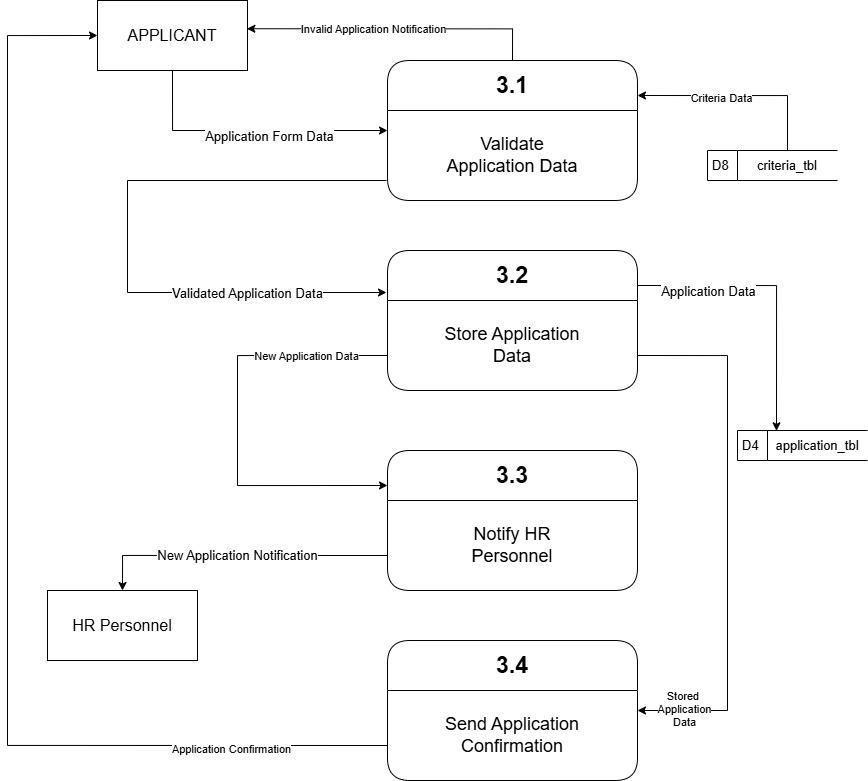 APPLICANT
Invalid Application Notification
3.1
Criteria Data
Application Form Data
Validate
Application Data
D8 criteria_tbl
3.2
Validated Application Data
Application Data
Store Application
Data
New Application Data
D4 application_tbl
3.3
Notify HR
Personnel
New Application Notification
HR Personnel
3.4
Stored
Application
Data
Send Application
Confirmation
Application Confirmation